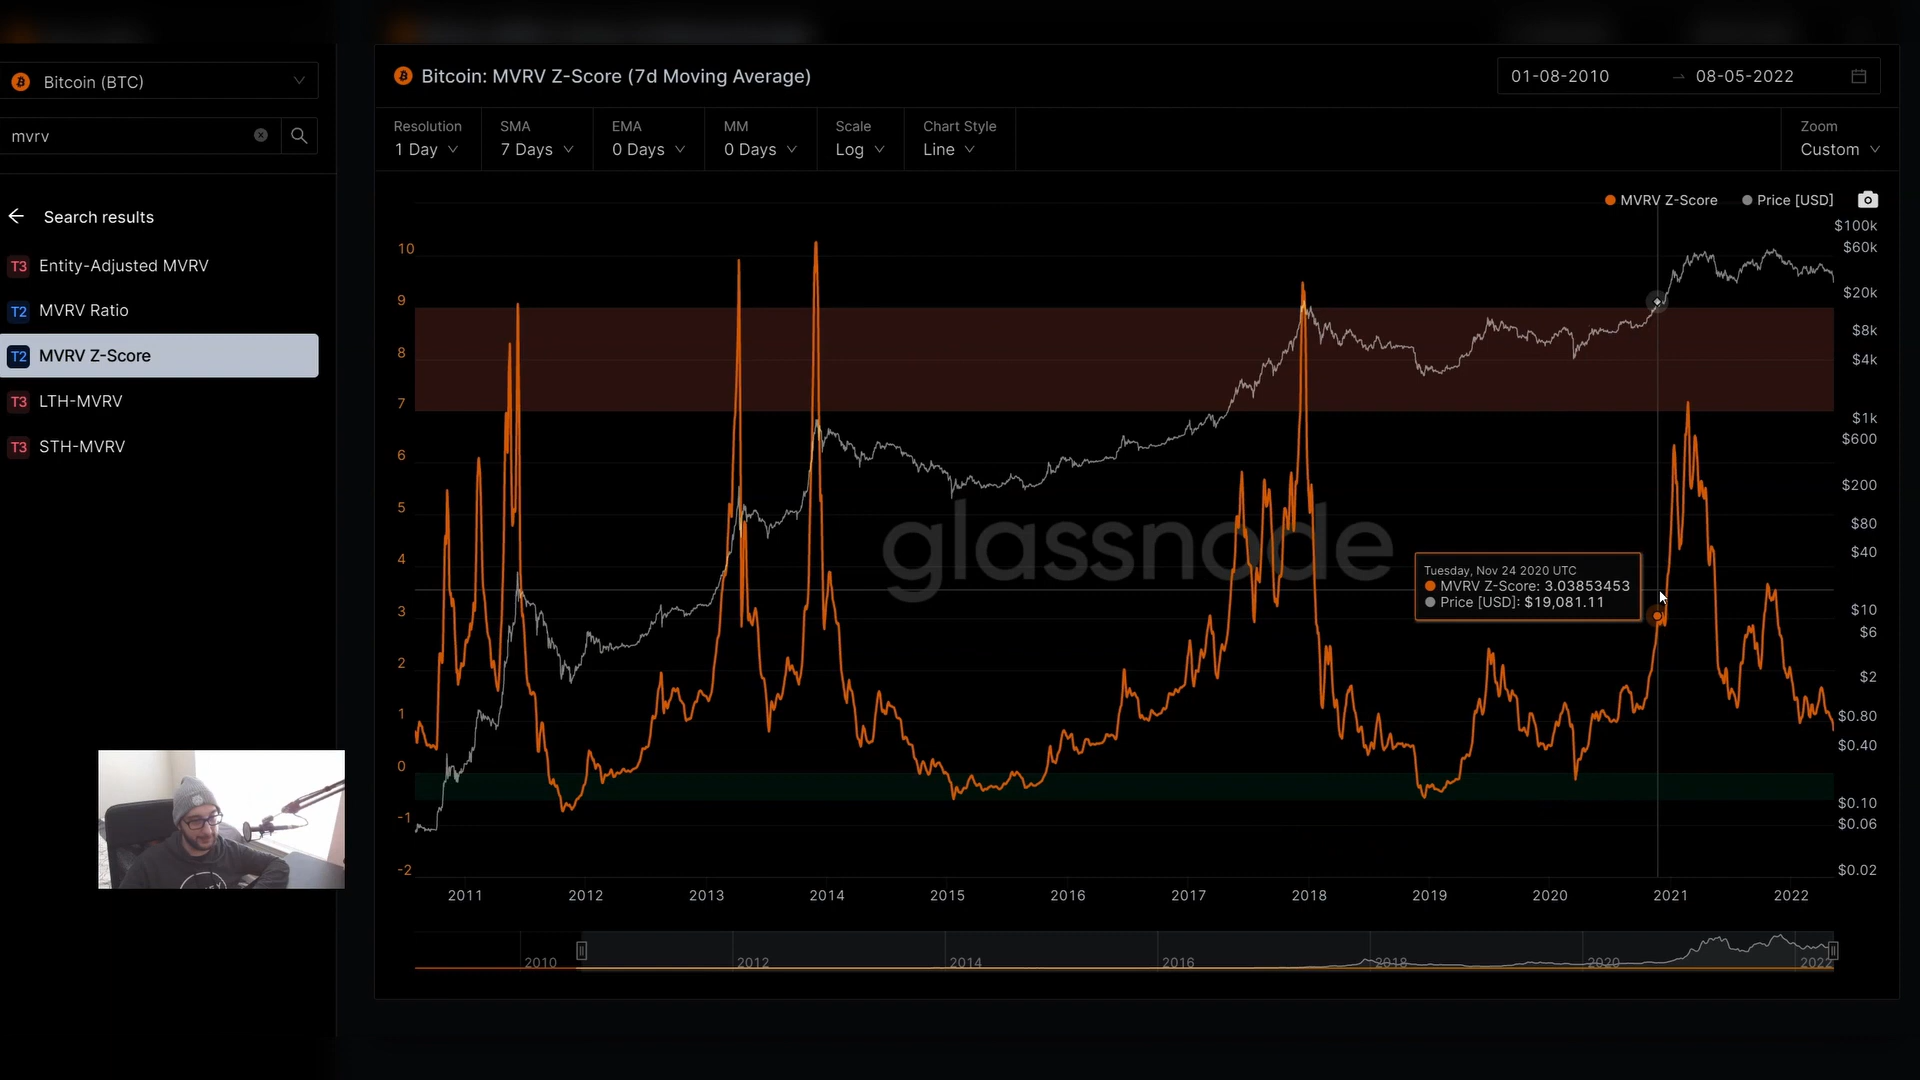 Bitcoin (BTC)
mvrv
Search results
T3 Entity-Adjusted MVRV
T2 MVRV Ratio
T2 MVRV Z-Score
T3 LTH-MVRV
T3 STH-MVRV
Bitcoin: MVRV Z-Score (7d Moving Average)
01-08-2010 → 08-05-2022
Resolution SMA EMA MM Scale Chart Style Zoom
1 Day 7 Days 0 Days 0 Days Log Line Custom
MVRV Z-Score Price [USD]
10
9
8
7
6
5
4
3
2
1
0
-1
-2
$100k
$60k
$20k
$8k
$4k
$1k
$600
$200
$80
$40
$10
$6
$2
$0.80
$0.40
$0.10
$0.06
$0.02
glassnode
Tuesday, Nov 24 2020 UTC
MVRV Z-Score: 3.03853453
Price [USD]: $19,081.11
2011 2012 2013 2014 2015 2016 2017 2018 2019 2020 2021 2022
2010 2012 2014 2016 2018 2020 2022